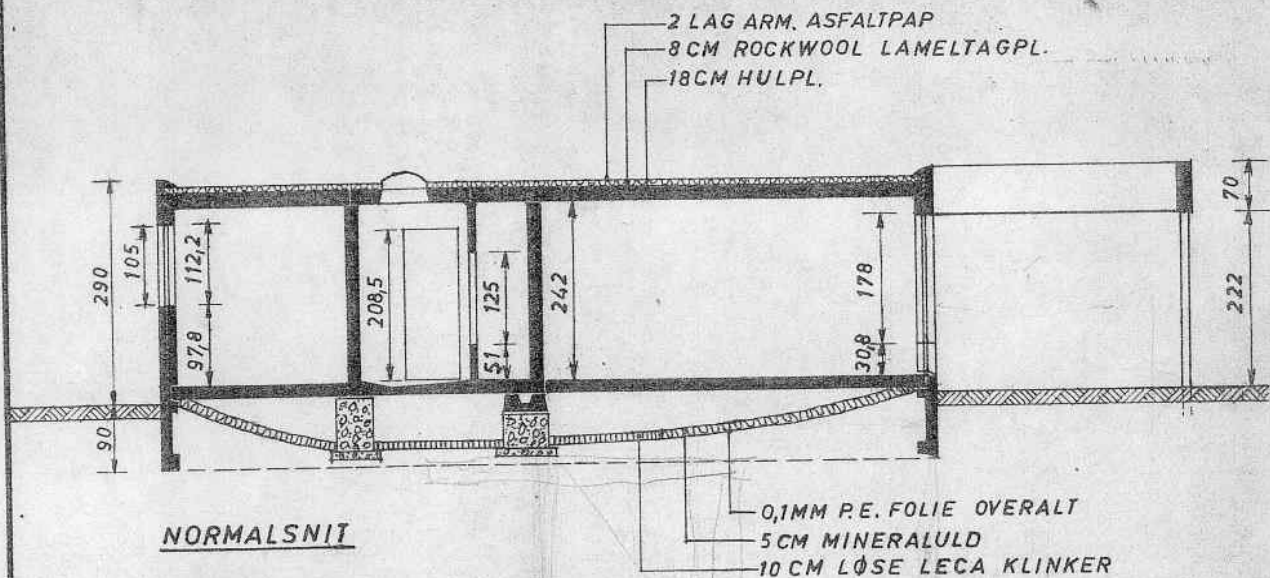 2 LAG ARM. ASFALTPAP
8 CM ROCKWOOL LAMELTAGPL.
18CM HULPL.
290
105
112,2
97,8
208,5
125
51
242
178
30,8
70
222
90
NORMALSNIT
0,1MM P.E. FOLIE OVERALT
5 CM MINERALULD
10 CM LØSE LECA KLINKER